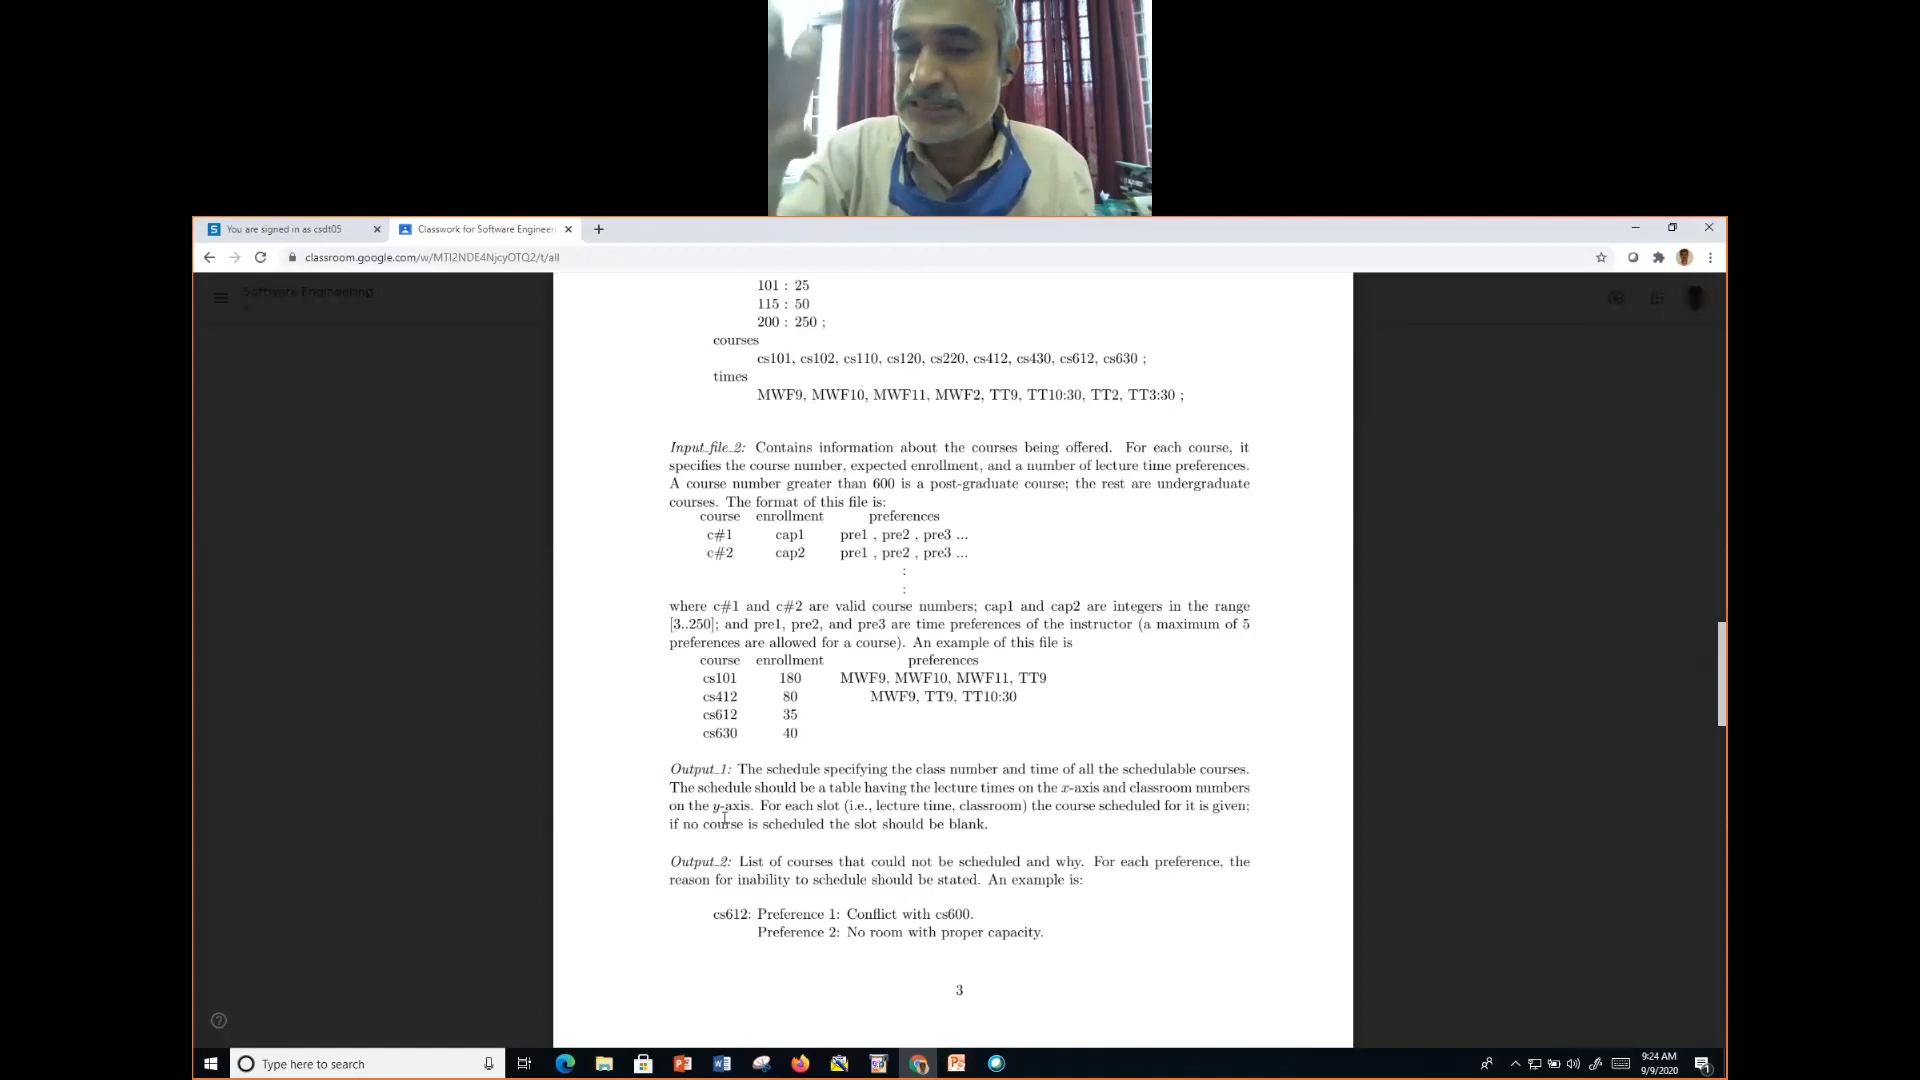 You are signed in as csdt05
Classwork for Software Engineer
classroom.google.com/w/MTI2NDE4NjcyOTQ2/t/all
Software Engineering
101 : 25
115 : 50
200 : 250 ;
courses
cs101, cs102, cs110, cs120, cs220, cs412, cs430, cs612, cs630 ;
times
MWF9, MWF10, MWF11, MWF2, TT9, TT10:30, TT2, TT3:30 ;
Input_file_2: Contains information about the courses being offered. For each course, it
specifies the course number, expected enrollment, and a number of lecture time preferences.
A course number greater than 600 is a post-graduate course; the rest are undergraduate
courses. The format of this file is:
course enrollment preferences
c#1 cap1 pre1 , pre2 , pre3 ...
c#2 cap2 pre1 , pre2 , pre3 ...
:
:
where c#1 and c#2 are valid course numbers; cap1 and cap2 are integers in the range
[3..250]; and pre1, pre2, and pre3 are time preferences of the instructor (a maximum of 5
preferences are allowed for a course). An example of this file is
course enrollment preferences
cs101 180 MWF9, MWF10, MWF11, TT9
cs412 80 MWF9, TT9, TT10:30
cs612 35
cs630 40
Output_1: The schedule specifying the class number and time of all the schedulable courses.
The schedule should be a table having the lecture times on the x-axis and classroom numbers
on the y-axis. For each slot (i.e., lecture time, classroom) the course scheduled for it is given;
if no course is scheduled the slot should be blank.
Output_2: List of courses that could not be scheduled and why. For each preference, the
reason for inability to schedule should be stated. An example is:
cs612: Preference 1: Conflict with cs600.
Preference 2: No room with proper capacity.
3
Type here to search
9:24 AM
9/9/2020